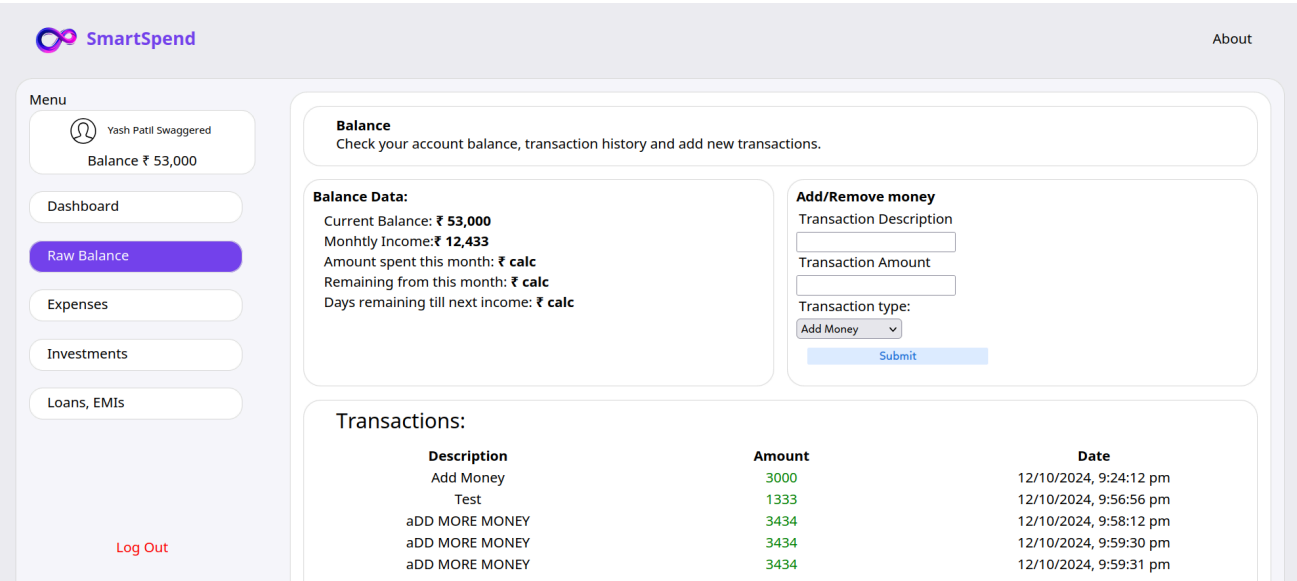 SmartSpend
About
Menu
Yash Patil Swaggered
Balance ₹ 53,000
Dashboard
Raw Balance
Expenses
Investments
Loans, EMIs
Log Out
Balance
Check your account balance, transaction history and add new transactions.
Balance Data:
Current Balance: ₹ 53,000
Monhtly Income:₹ 12,433
Amount spent this month: ₹ calc
Remaining from this month: ₹ calc
Days remaining till next income: ₹ calc
Add/Remove money
Transaction Description
Transaction Amount
Transaction type:
Add Money
Submit
Transactions:
Description Amount Date
Add Money 3000 12/10/2024, 9:24:12 pm
Test 1333 12/10/2024, 9:56:56 pm
aDD MORE MONEY 3434 12/10/2024, 9:58:12 pm
aDD MORE MONEY 3434 12/10/2024, 9:59:30 pm
aDD MORE MONEY 3434 12/10/2024, 9:59:31 pm